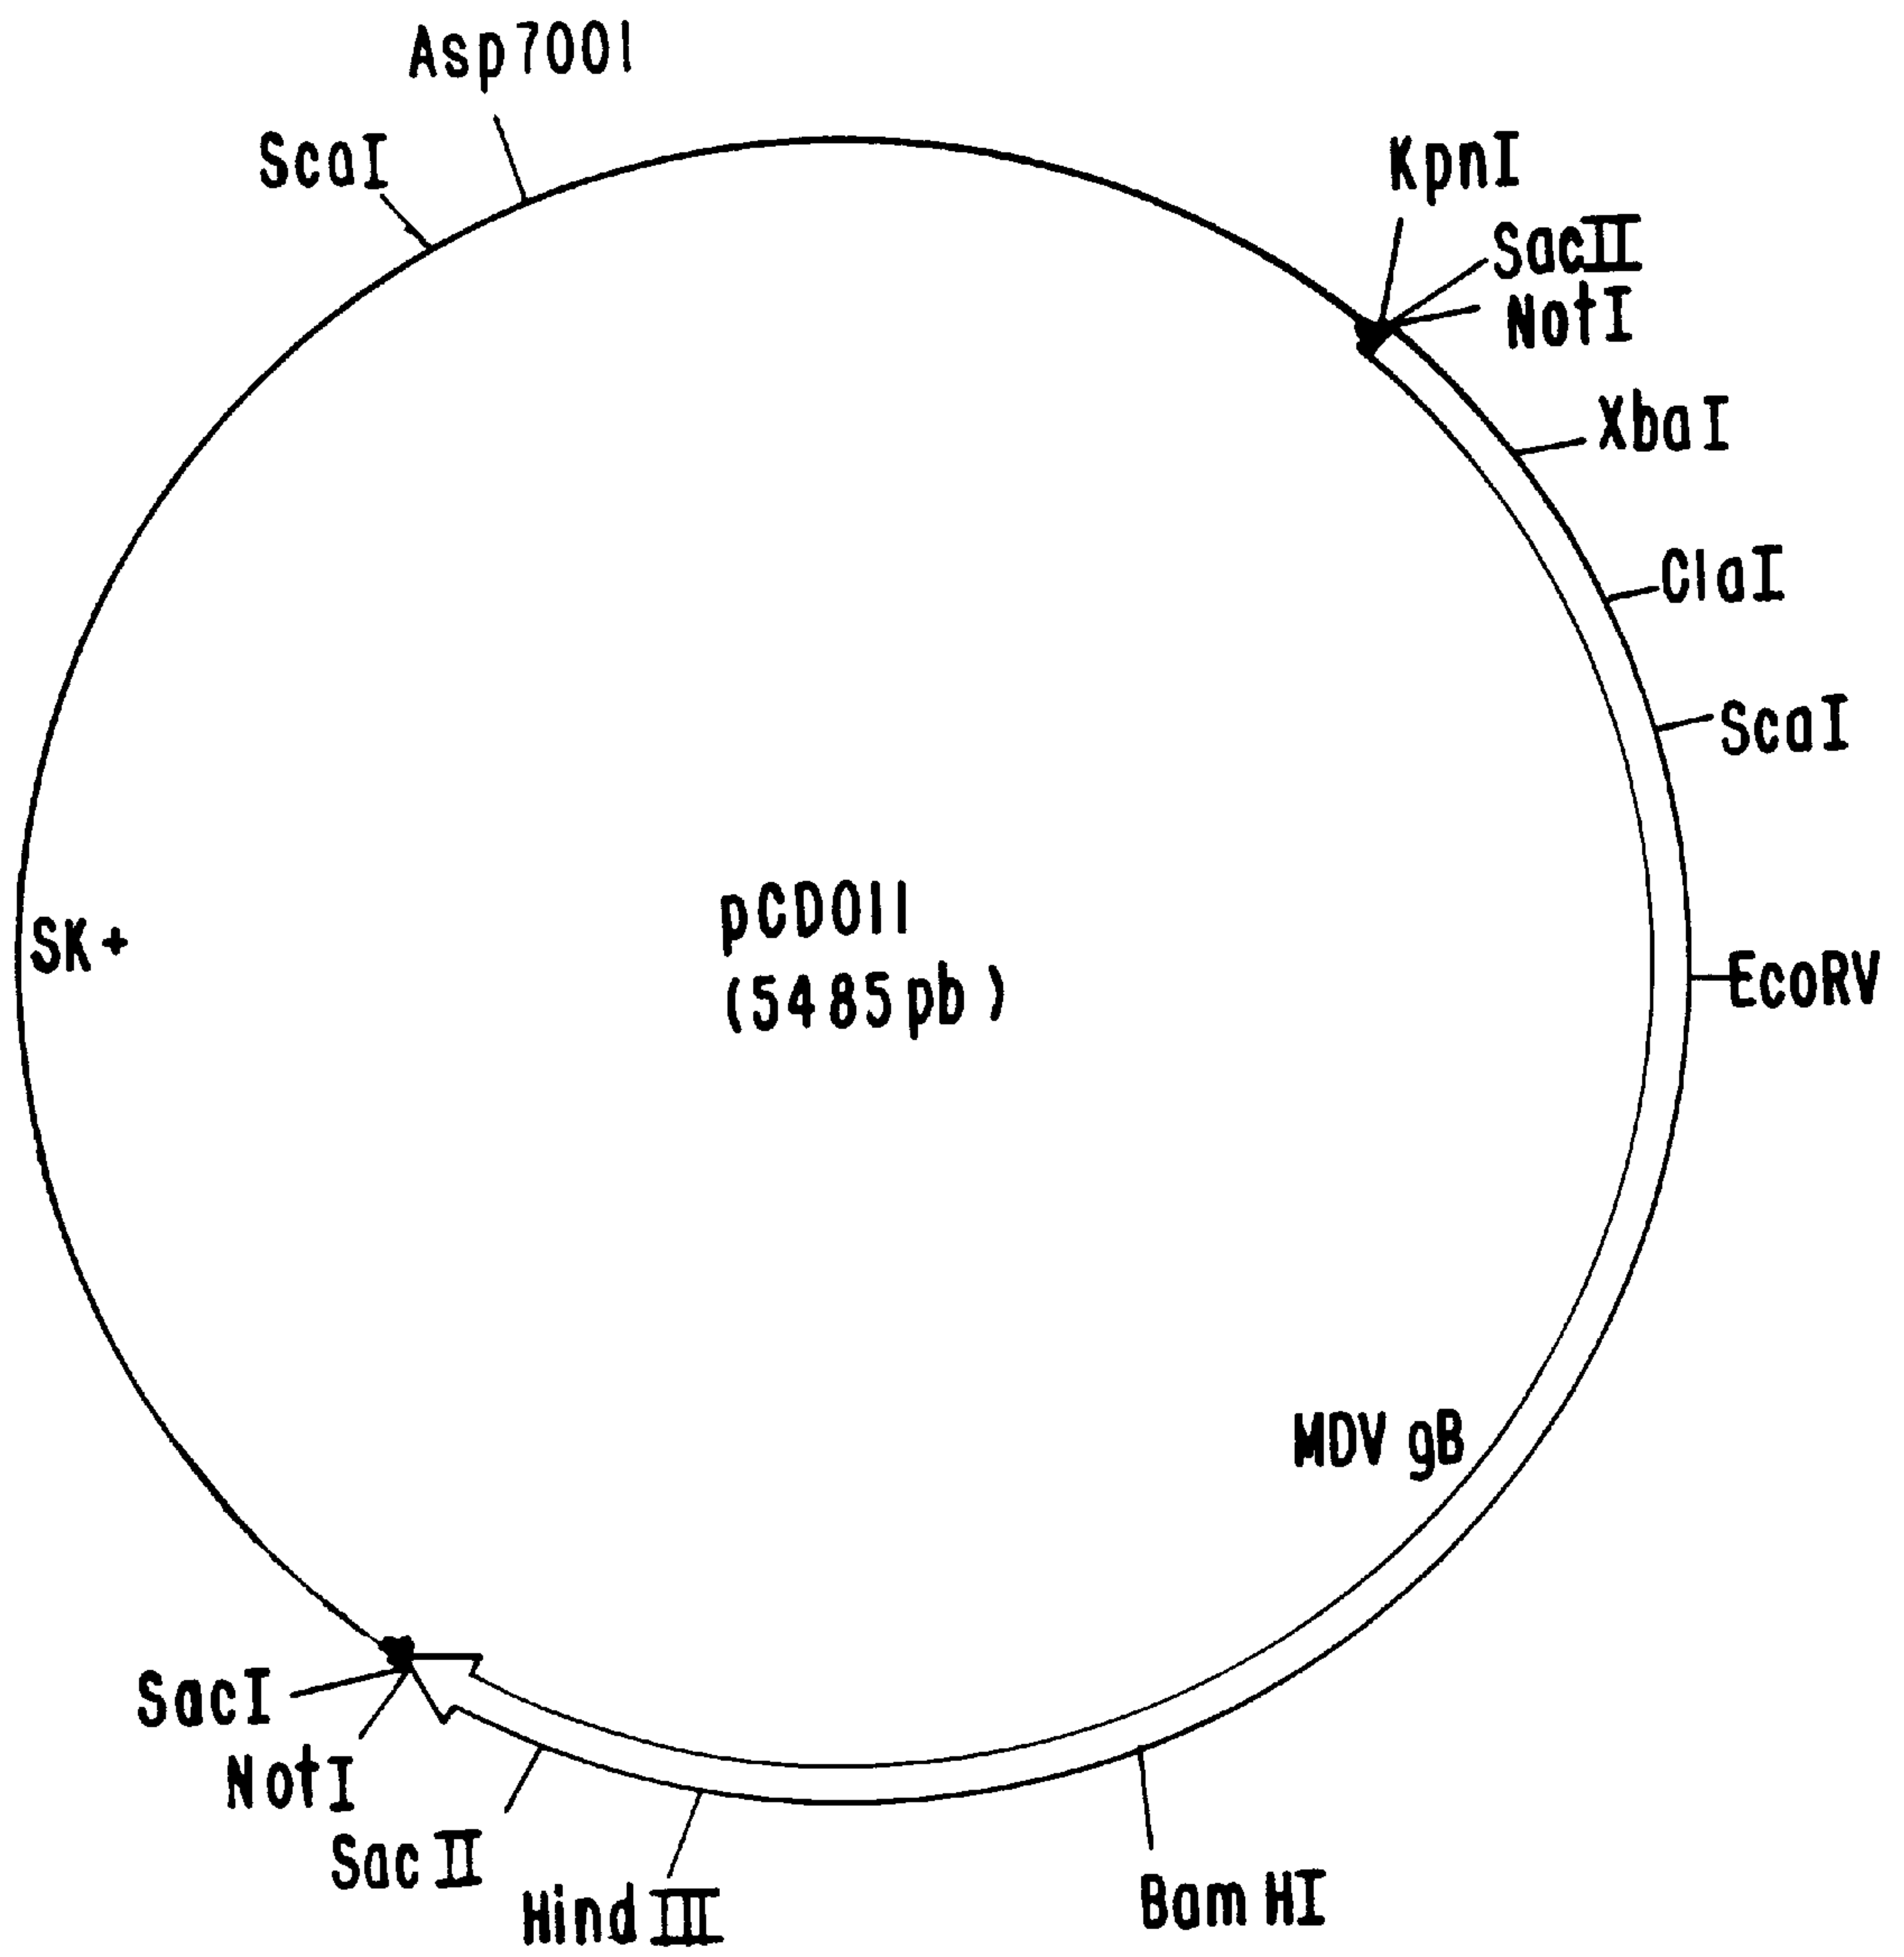 Asp700I
ScaI
KpnI
SacII
NotI
XbaI
ClaI
ScaI
pCD011
(5485pb)
SK+
EcoRV
MDV gB
SacI
NotI
SacII
HindIII
BamHI